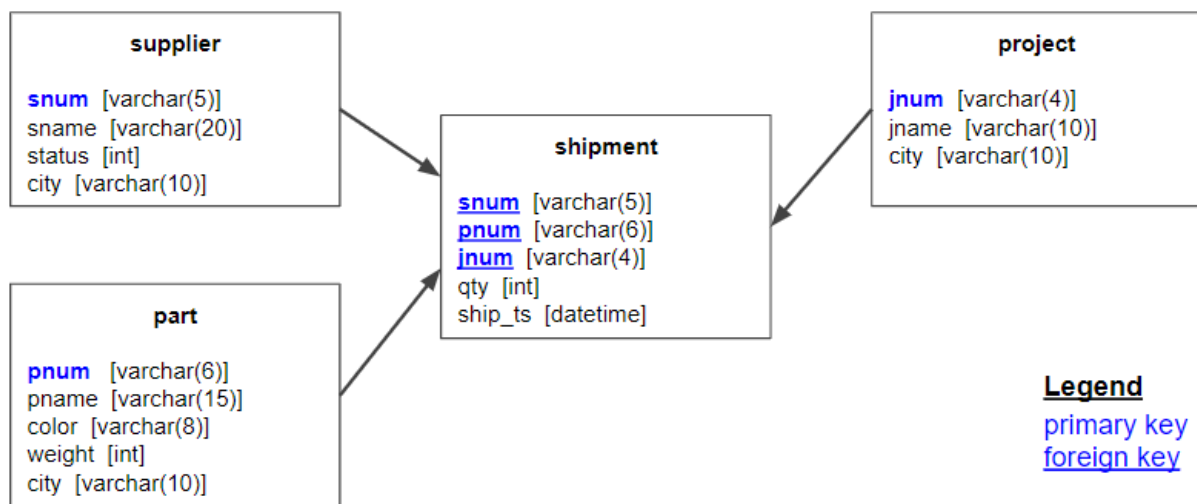 supplier
snum [varchar(5)]
sname [varchar(20)]
status [int]
city [varchar(10)]
part
pnum [varchar(6)]
pname [varchar(15)]
color [varchar(8)]
weight [int]
city [varchar(10)]
shipment
snum [varchar(5)]
pnum [varchar(6)]
jnum [varchar(4)]
qty [int]
ship_ts [datetime]
project
jnum [varchar(4)]
jname [varchar(10)]
city [varchar(10)]
Legend
primary key
foreign key